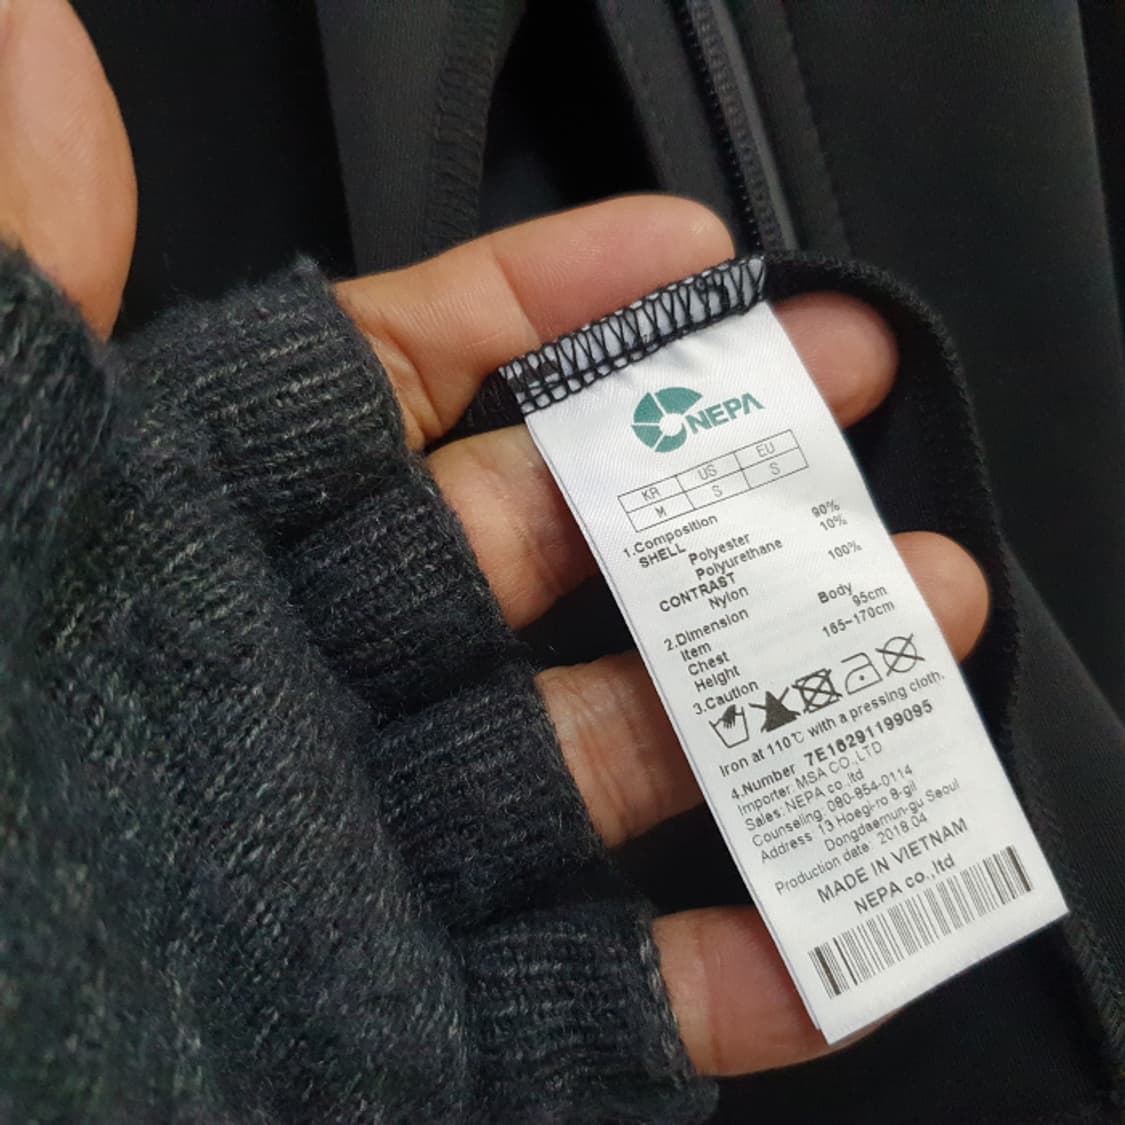 NEPA
KR US EU
M S S
1.Composition
SHELL
Polyester 90%
Polyurethane 10%
CONTRAST
Nylon 100%
2.Dimension
Item Body
Chest 95cm
Height 165~170cm
3.Caution
Iron at 110℃ with a pressing cloth.
4.Number 7E16291199095
Importer: MSA CO.,LTD
Sales: NEPA co.,ltd
Counseling: 080-854-0114
Address: 13 Hoegi-ro 8-gil
Dongdaemun-gu Seoul
Production date: 2018.04
MADE IN VIETNAM
NEPA co.,ltd